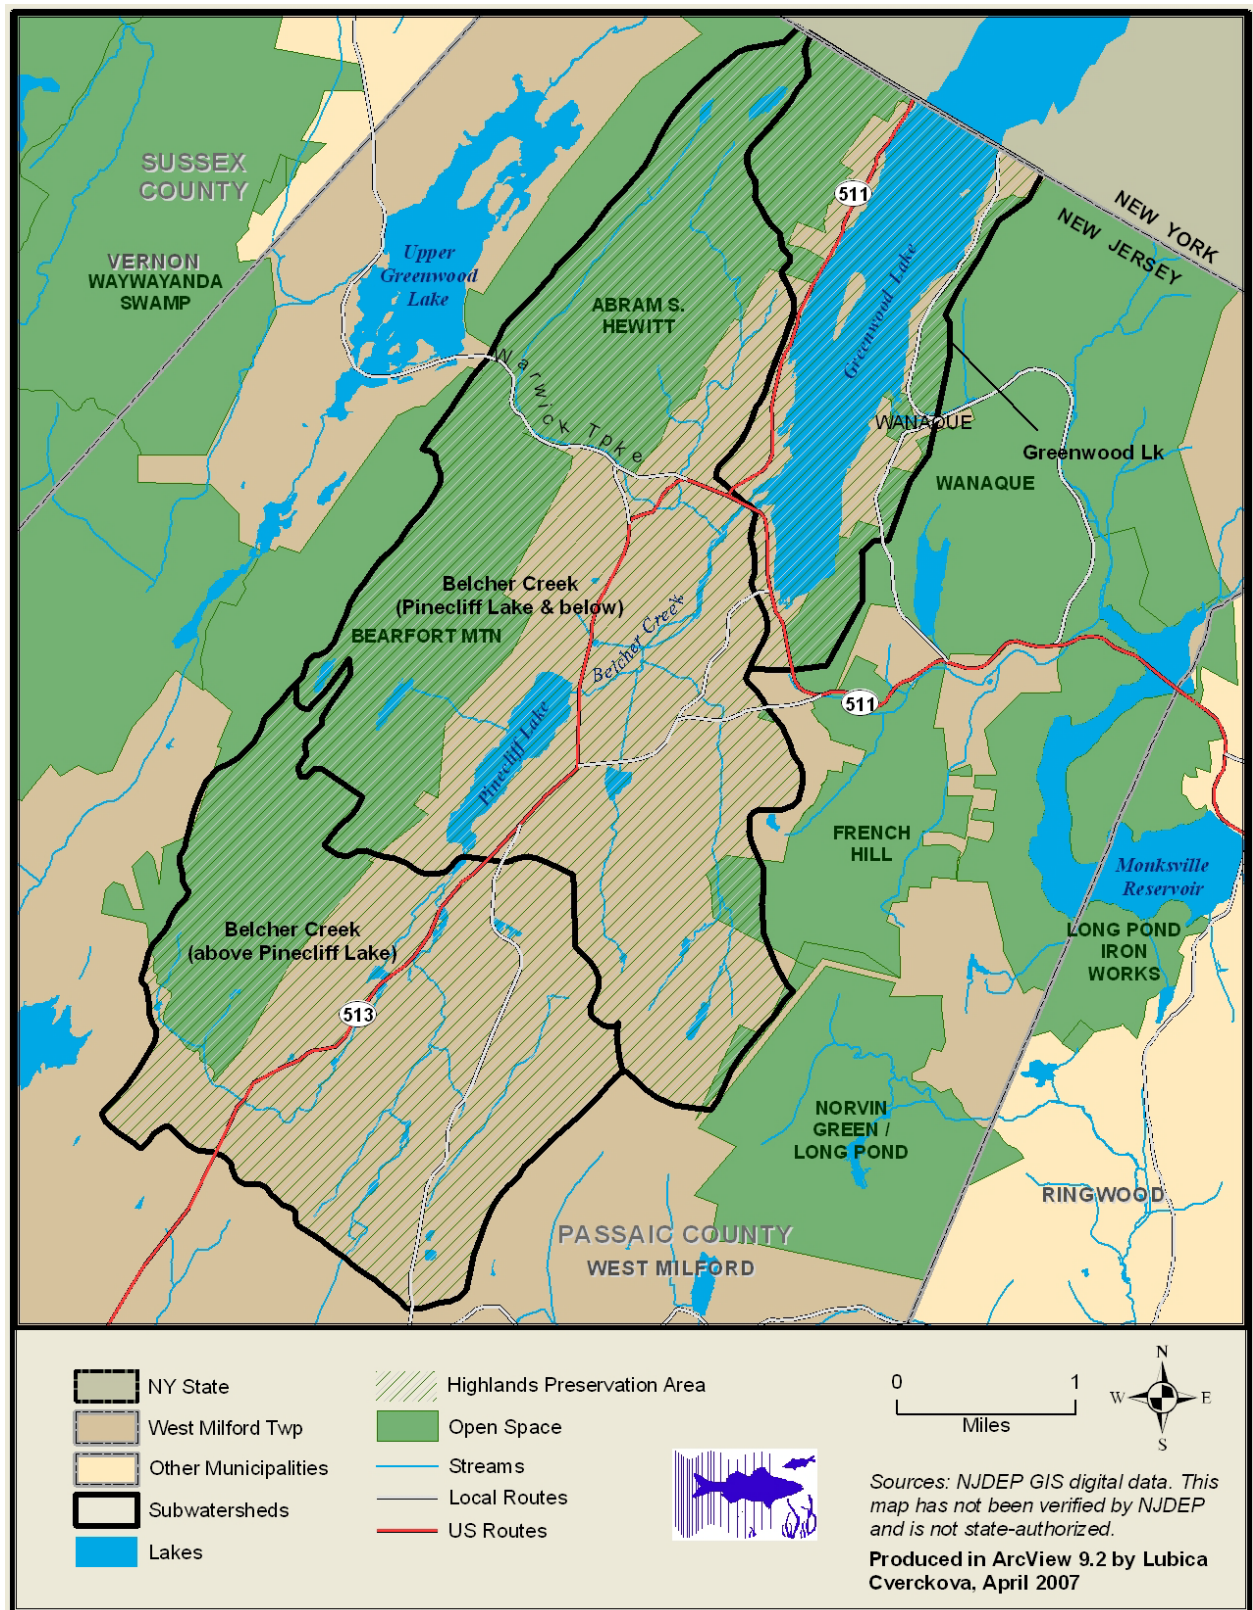 SUSSEX
COUNTY
VERNON
WAYWAYANDA
SWAMP
Upper
Greenwood
Lake
511
NEW YORK
NEW JERSEY
Greenwood Lake
ABRAM S.
HEWITT
Warwick Tpke
WANAQUE
Greenwood Lk
WANAQUE
Belcher Creek
(Pinecliff Lake & below)
BEARFORT MTN
Belcher Creek
Pinecliff Lake
511
FRENCH
HILL
Monksville
Reservoir
LONG POND
IRON
WORKS
Belcher Creek
(above Pinecliff Lake)
513
NORVIN
GREEN /
LONG POND
RINGWOOD
PASSAIC COUNTY
WEST MILFORD
NY State
West Milford Twp
Other Municipalities
Subwatersheds
Lakes
Highlands Preservation Area
Open Space
Streams
Local Routes
US Routes
0 1
Miles
N
W E
S
Sources: NJDEP GIS digital data. This
map has not been verified by NJDEP
and is not state-authorized.
Produced in ArcView 9.2 by Lubica
Cverckova, April 2007